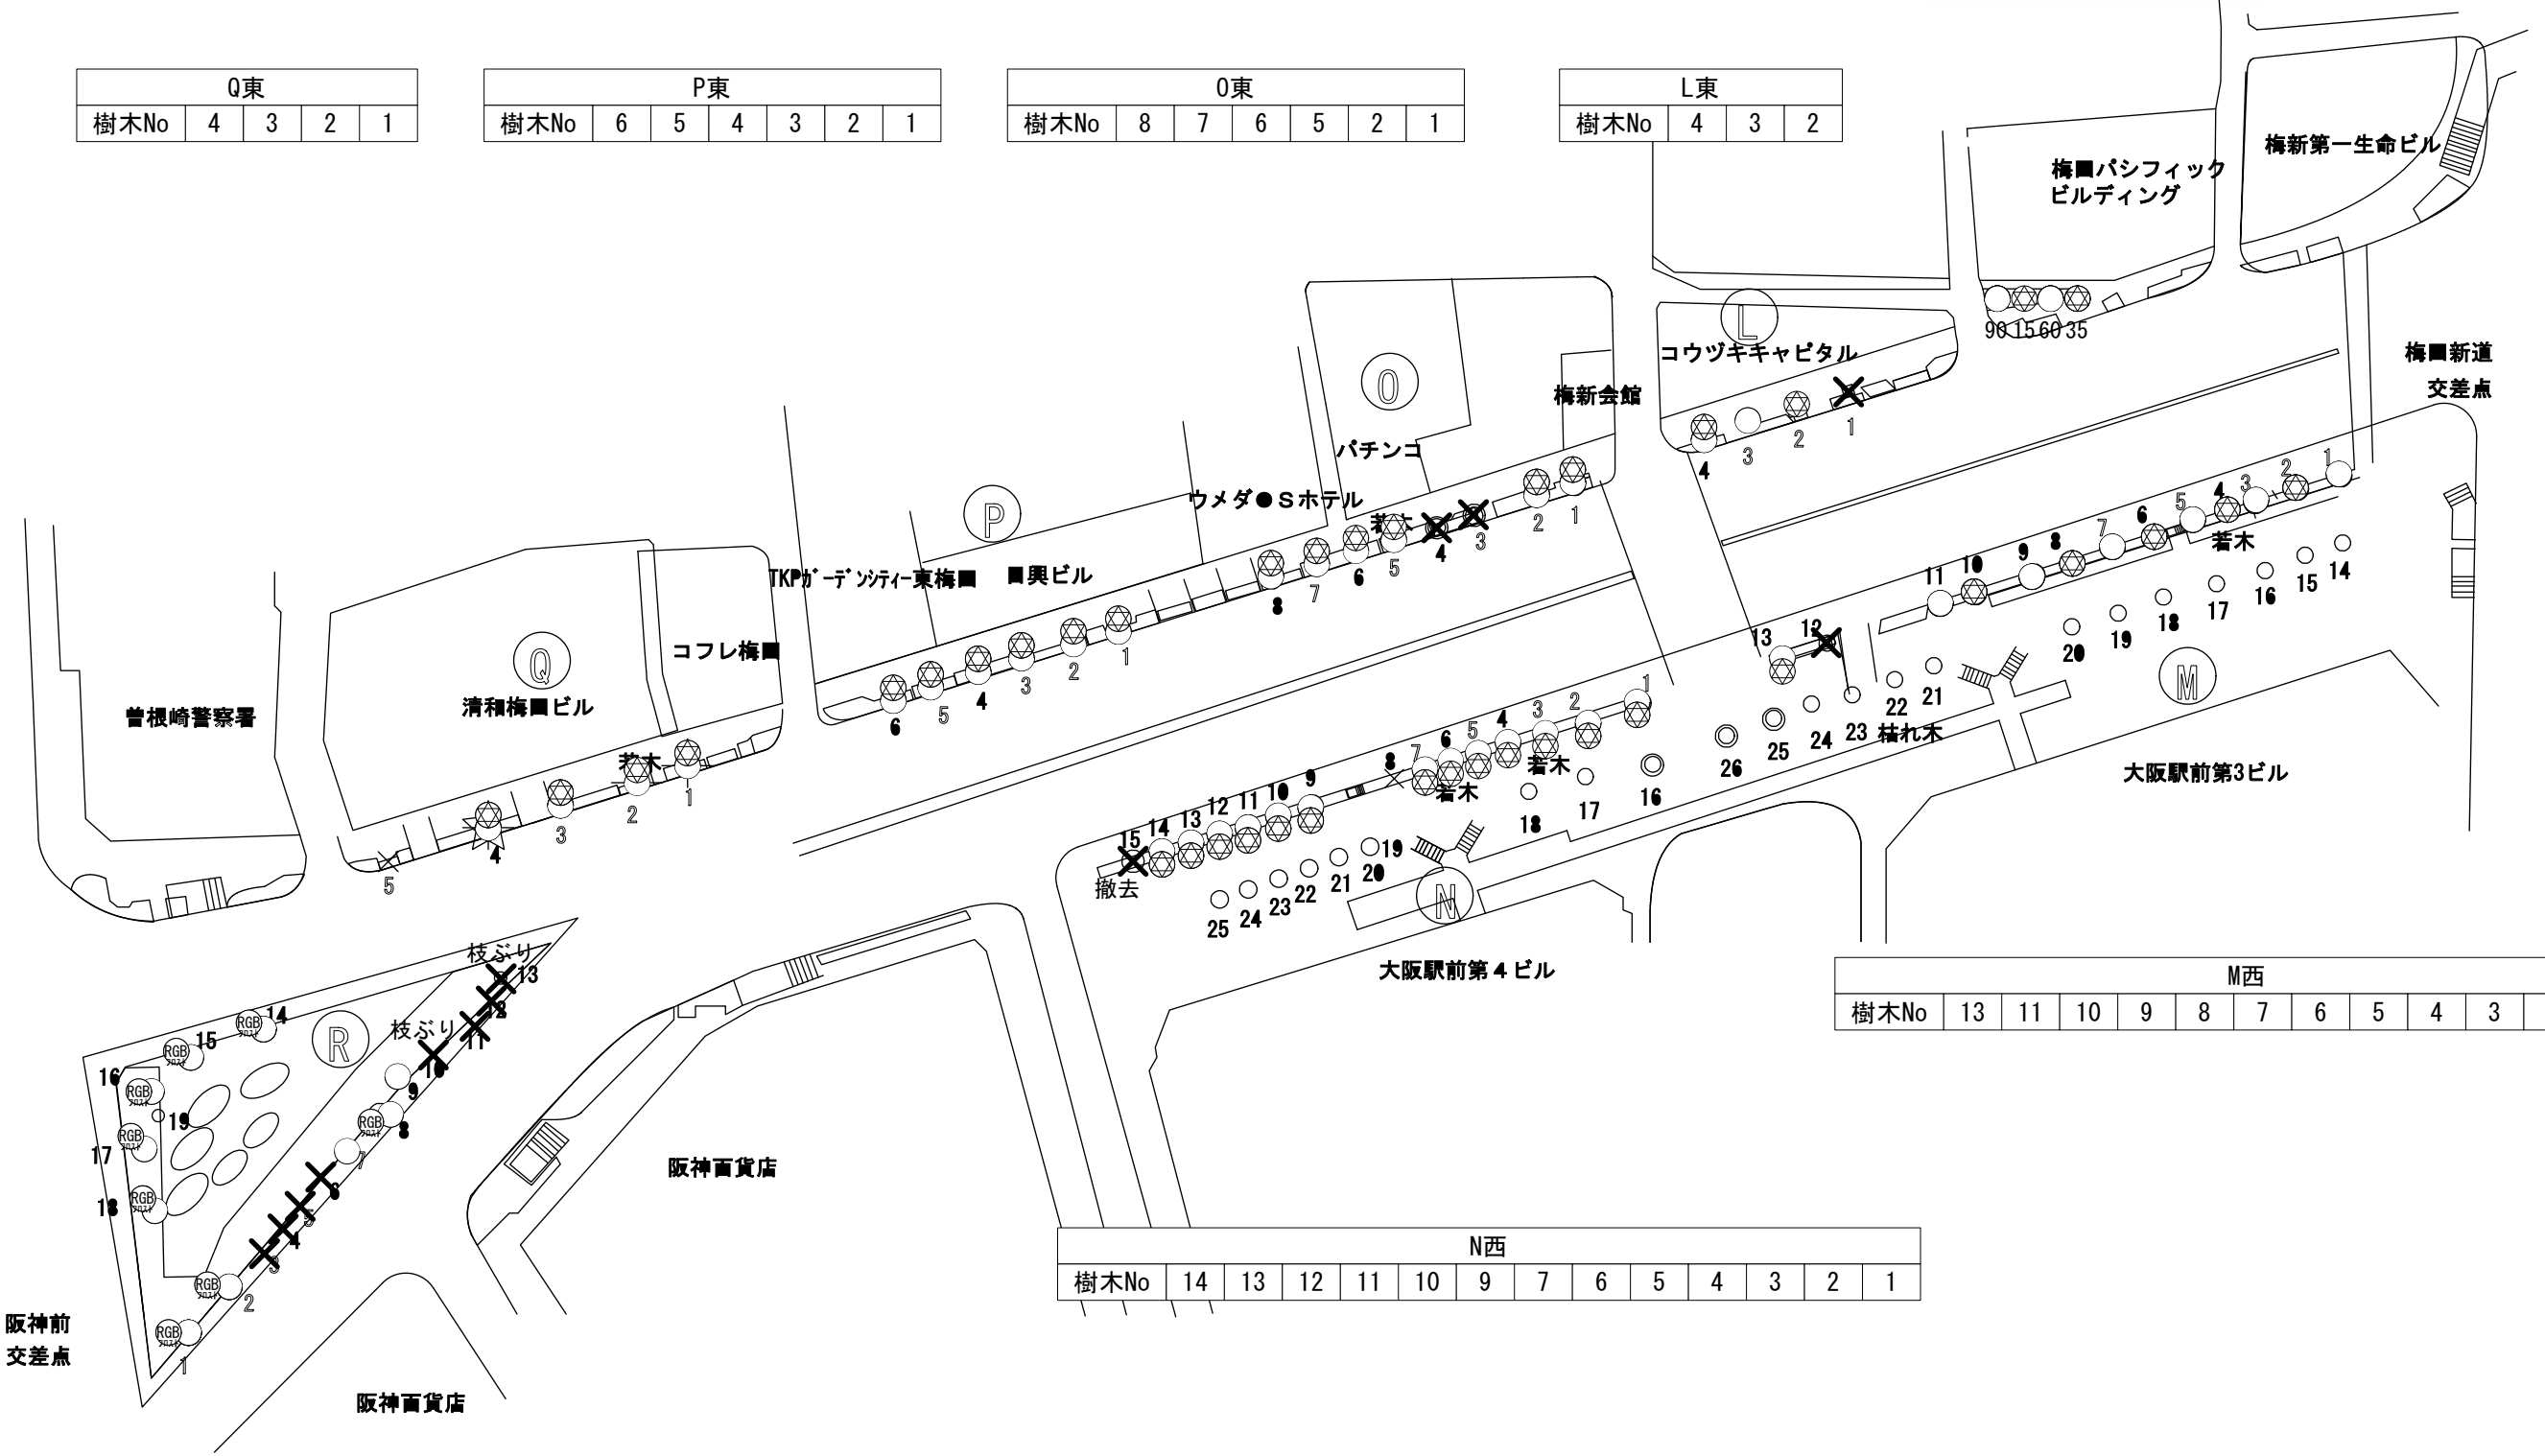 Q東
樹木No 4 3 2 1
P東
樹木No 6 5 4 3 2 1
O東
樹木No 8 7 6 5 2 1
L東
樹木No 4 3 2
梅新第一生命ビル
梅■パシフィック
ビルディング
90 15 60 35
梅■新道
交差点
L
コウヅキキャピタル
4 3 2 1
O
梅新会館
パチンコ
ウメダ●Sホテル
若木
8 7 6 5 4 3 2 1
P
TKPｶﾞｰﾃﾞﾝｼﾃｨｰ東梅■
■興ビル
6 5 4 3 2 1
Q
コフレ梅■
清和梅■ビル
若木
5 4 3 2 1
曽根崎警察署
13 12 11 10 9 8 7 6 5 4 3 2 1
若木
20 19 18 17 16 15 14
26 25 24 23 22 21
枯れ木
M
大阪駅前第3ビル
15 14 13 12 11 10 9 8 7 6 5 4 3 2 1
若木
若木
撤去
25 24 23 22 21 20 19 18 17 16
N
大阪駅前第４ビル
M西
樹木No 13 11 10 9 8 7 6 5 4 3
枝ぶり
13
12
枝ぶり
11
10
9
R
RGB 14
RGB 15
16 RGB
19
17 RGB
18 RGB
RGB 8
7
6
5
4
3
RGB 2
RGB 1
阪神百貨店
N西
樹木No 14 13 12 11 10 9 7 6 5 4 3 2 1
阪神前
交差点
阪神百貨店